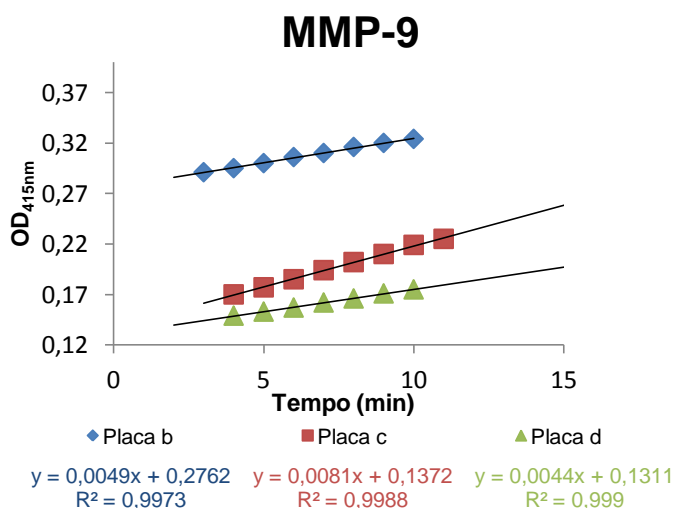 MMP-9
OD415nm
0,37
0,32
0,27
0,22
0,17
0,12
0 5 10 15
Tempo (min)
Placa b Placa c Placa d
y = 0,0049x + 0,2762 y = 0,0081x + 0,1372 y = 0,0044x + 0,1311
R² = 0,9973 R² = 0,9988 R² = 0,999